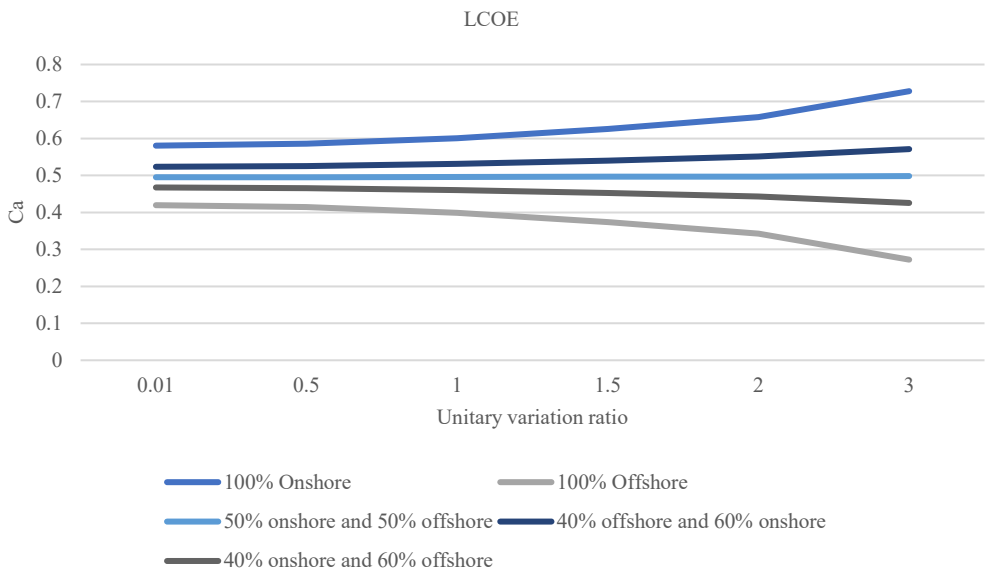 LCOE
0.8
0.7
0.6
0.5
0.4
0.3
0.2
0.1
0
Ca
0.01 0.5 1 1.5 2 3
Unitary variation ratio
100% Onshore 100% Offshore
50% onshore and 50% offshore 40% offshore and 60% onshore
40% onshore and 60% offshore